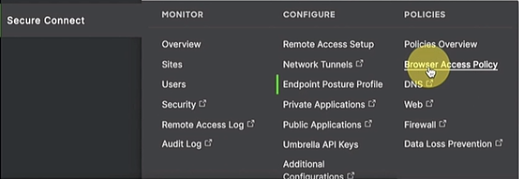 Secure Connect
MONITOR
Overview
Sites
Users
Security
Remote Access Log
Audit Log
CONFIGURE
Remote Access Setup
Network Tunnels
Endpoint Posture Profile
Private Applications
Public Applications
Umbrella API Keys
Additional
Configurations
POLICIES
Policies Overview
Browser Access Policy
DNS
Web
Firewall
Data Loss Prevention